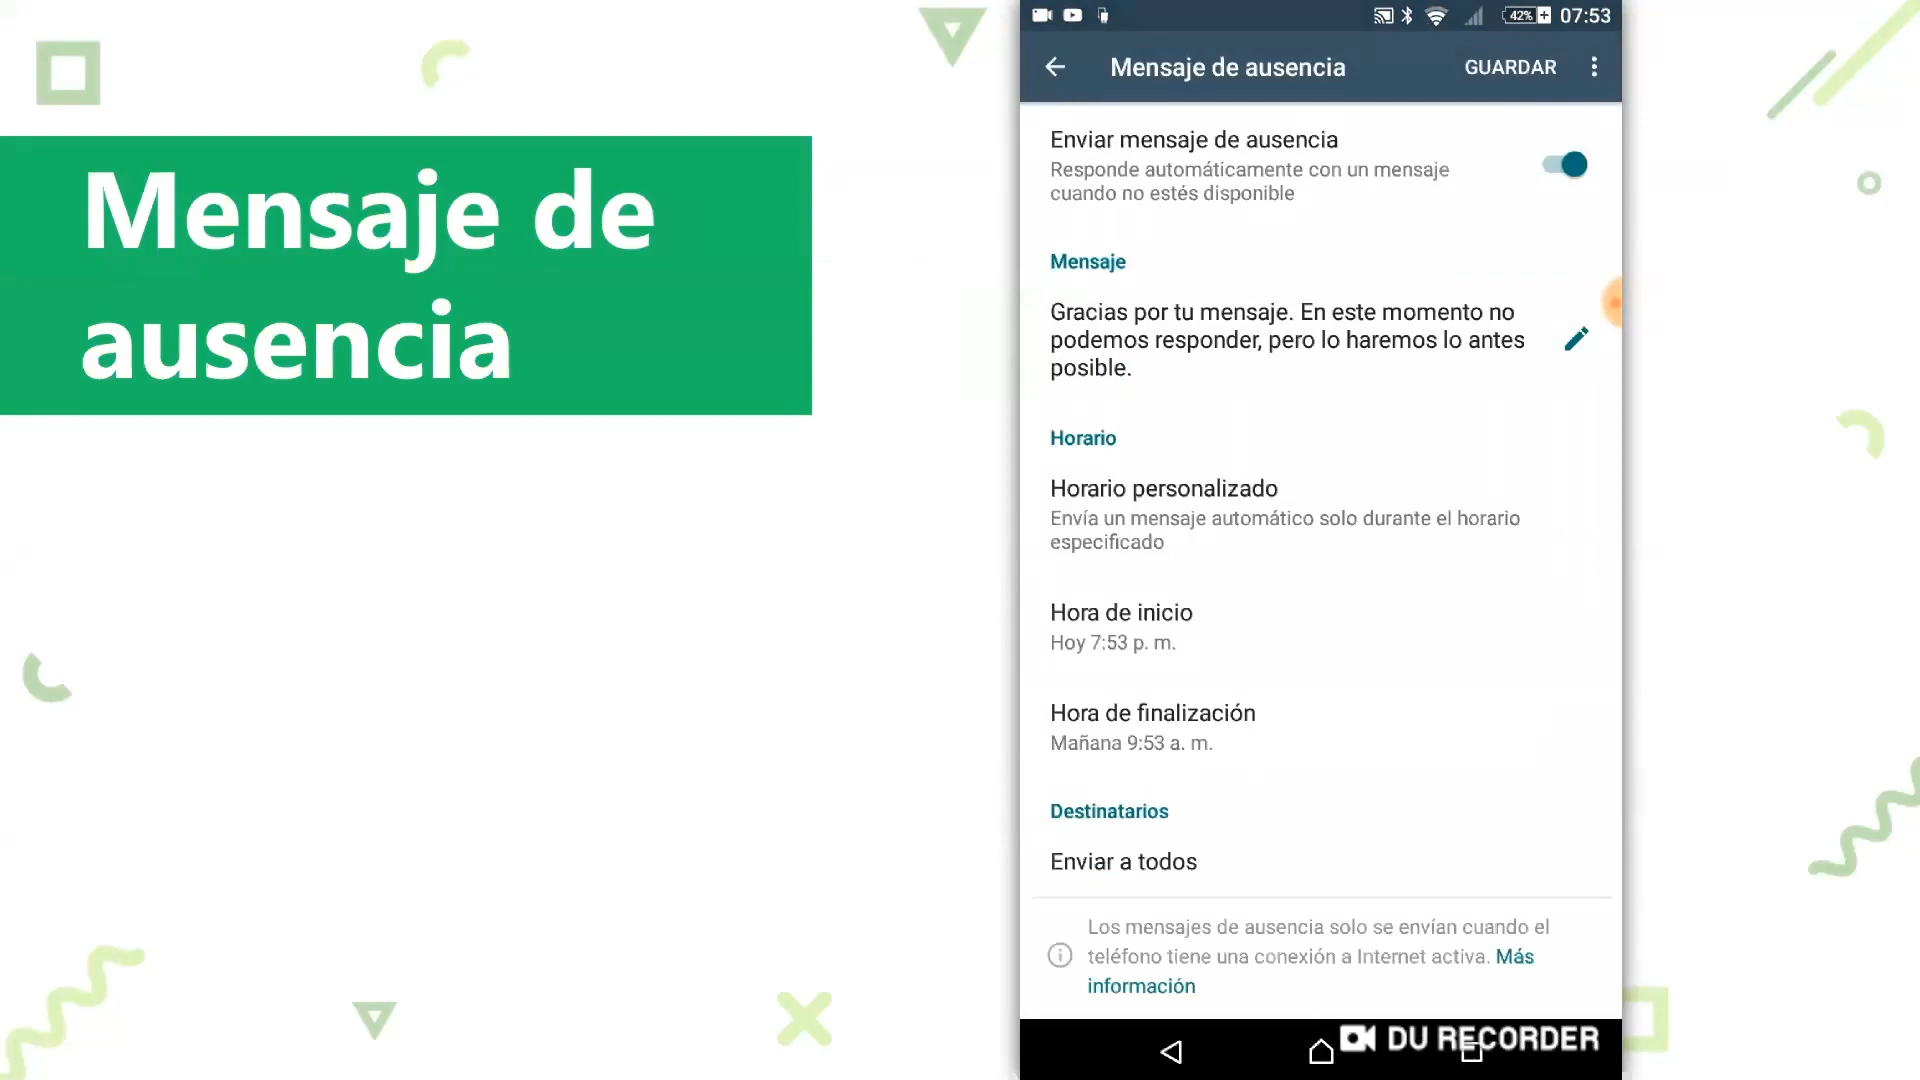 Mensaje de
ausencia
42%
07:53
Mensaje de ausencia
GUARDAR
Enviar mensaje de ausencia
Responde automáticamente con un mensaje
cuando no estés disponible
Mensaje
Gracias por tu mensaje. En este momento no
podemos responder, pero lo haremos lo antes
posible.
Horario
Horario personalizado
Envía un mensaje automático solo durante el horario
especificado
Hora de inicio
Hoy 7:53 p. m.
Hora de finalización
Mañana 9:53 a. m.
Destinatarios
Enviar a todos
Los mensajes de ausencia solo se envían cuando el
teléfono tiene una conexión a Internet activa. Más
información
DU RECORDER